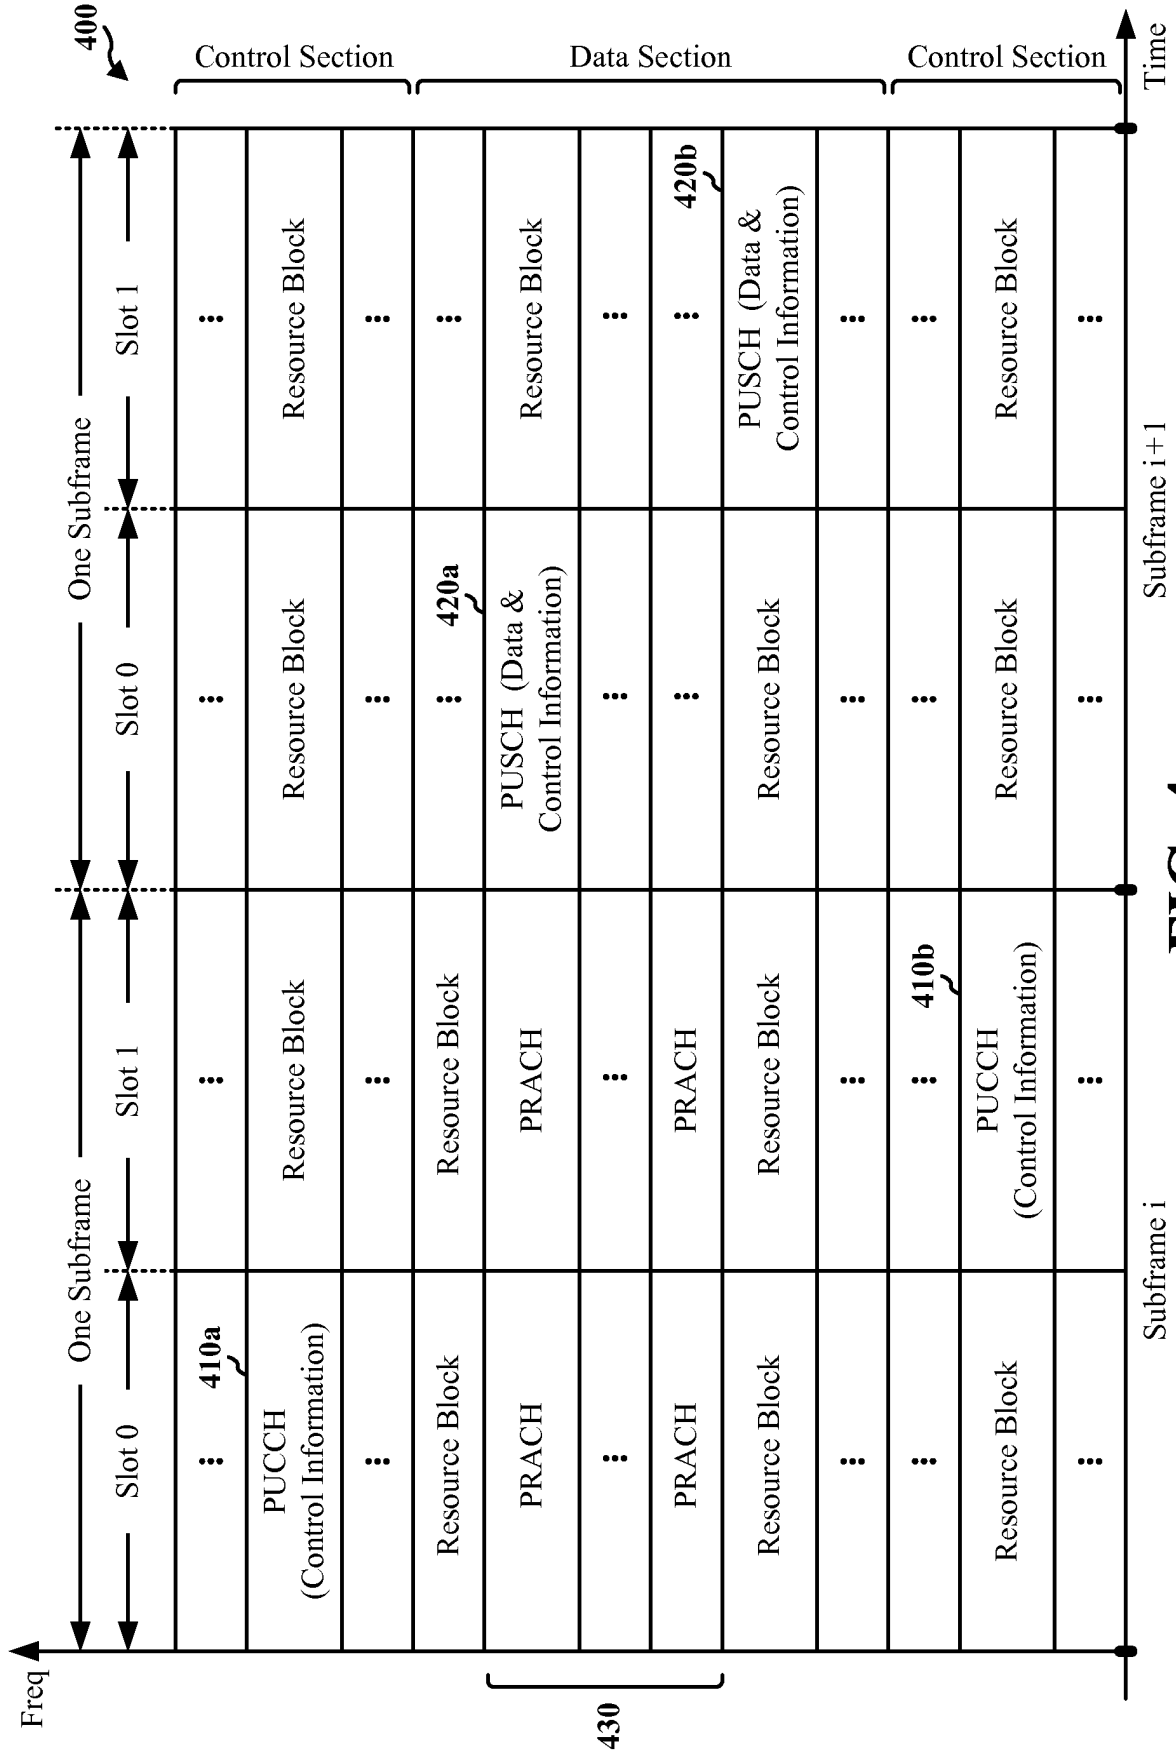 Freq
400
One Subframe
One Subframe
Slot 0
Slot 1
Slot 0
Slot 1
...
410a
...
...
...
Control Section
PUCCH
(Control Information)
Resource Block
Resource Block
Resource Block
...
...
...
...
Resource Block
Resource Block
...
420a
...
Data Section
430
PRACH
PRACH
PUSCH (Data &
Control Information)
Resource Block
...
...
...
...
PRACH
PRACH
...
...
420b
Resource Block
Resource Block
Resource Block
PUSCH (Data &
Control Information)
...
...
...
...
...
...
410b
...
...
Control Section
Resource Block
PUCCH
(Control Information)
Resource Block
Resource Block
...
...
...
...
Subframe i
Subframe i+1
Time